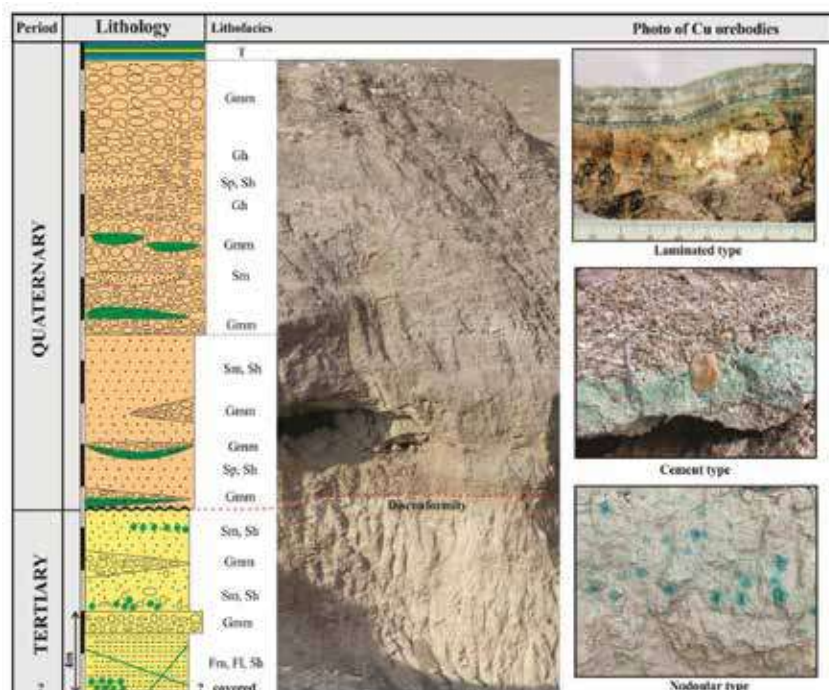 Period Lithology Lithofacies Photo of Cu orebodies
QUATERNARY
TERTIARY
T
Gmm
Gh
Sp, Sh
Gh
Gmm
Sm
Gmm
Sm, Sh
Gmm
Gmm
Sp, Sh
Gmm
Sm, Sh
Gmm
Sm, Sh
Gmm
Fm, Fl, Sh
? covered
4m
Disconformity
Laminated type
Cement type
Nodoular type